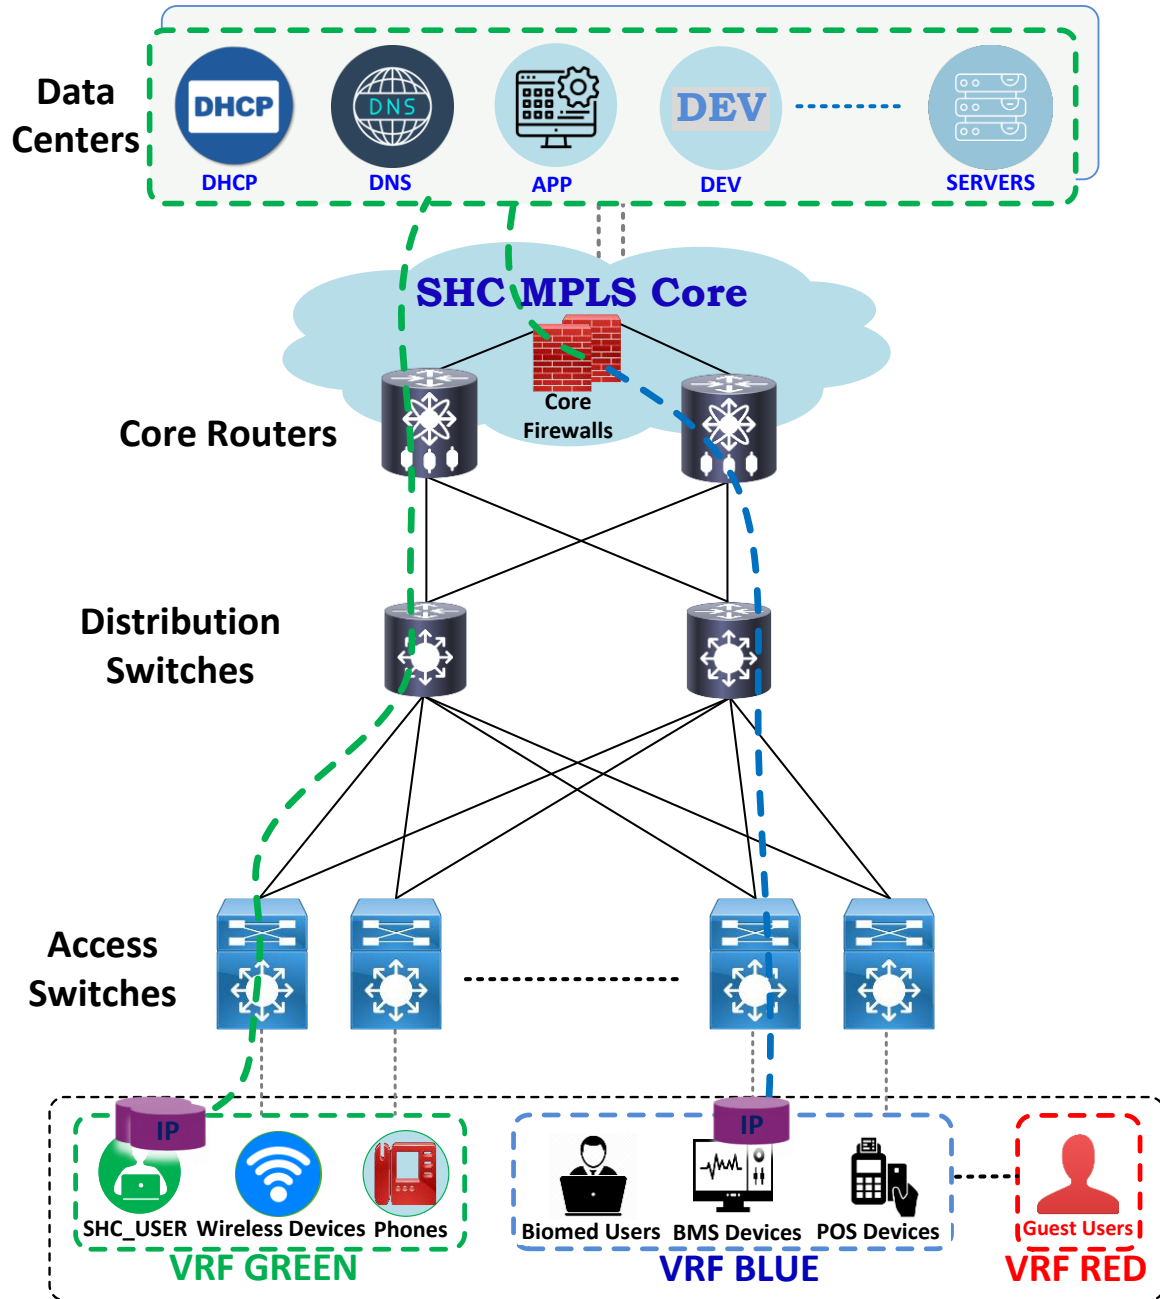 Data
Centers
DHCP
DNS
DEV
DHCP
DNS
APP
DEV
SERVERS
SHC MPLS Core
Core
Firewalls
Core Routers
Distribution
Switches
Access
Switches
IP
IP
SHC_USER
Wireless Devices
Phones
Biomed Users
BMS Devices
POS Devices
Guest Users
VRF GREEN
VRF BLUE
VRF RED